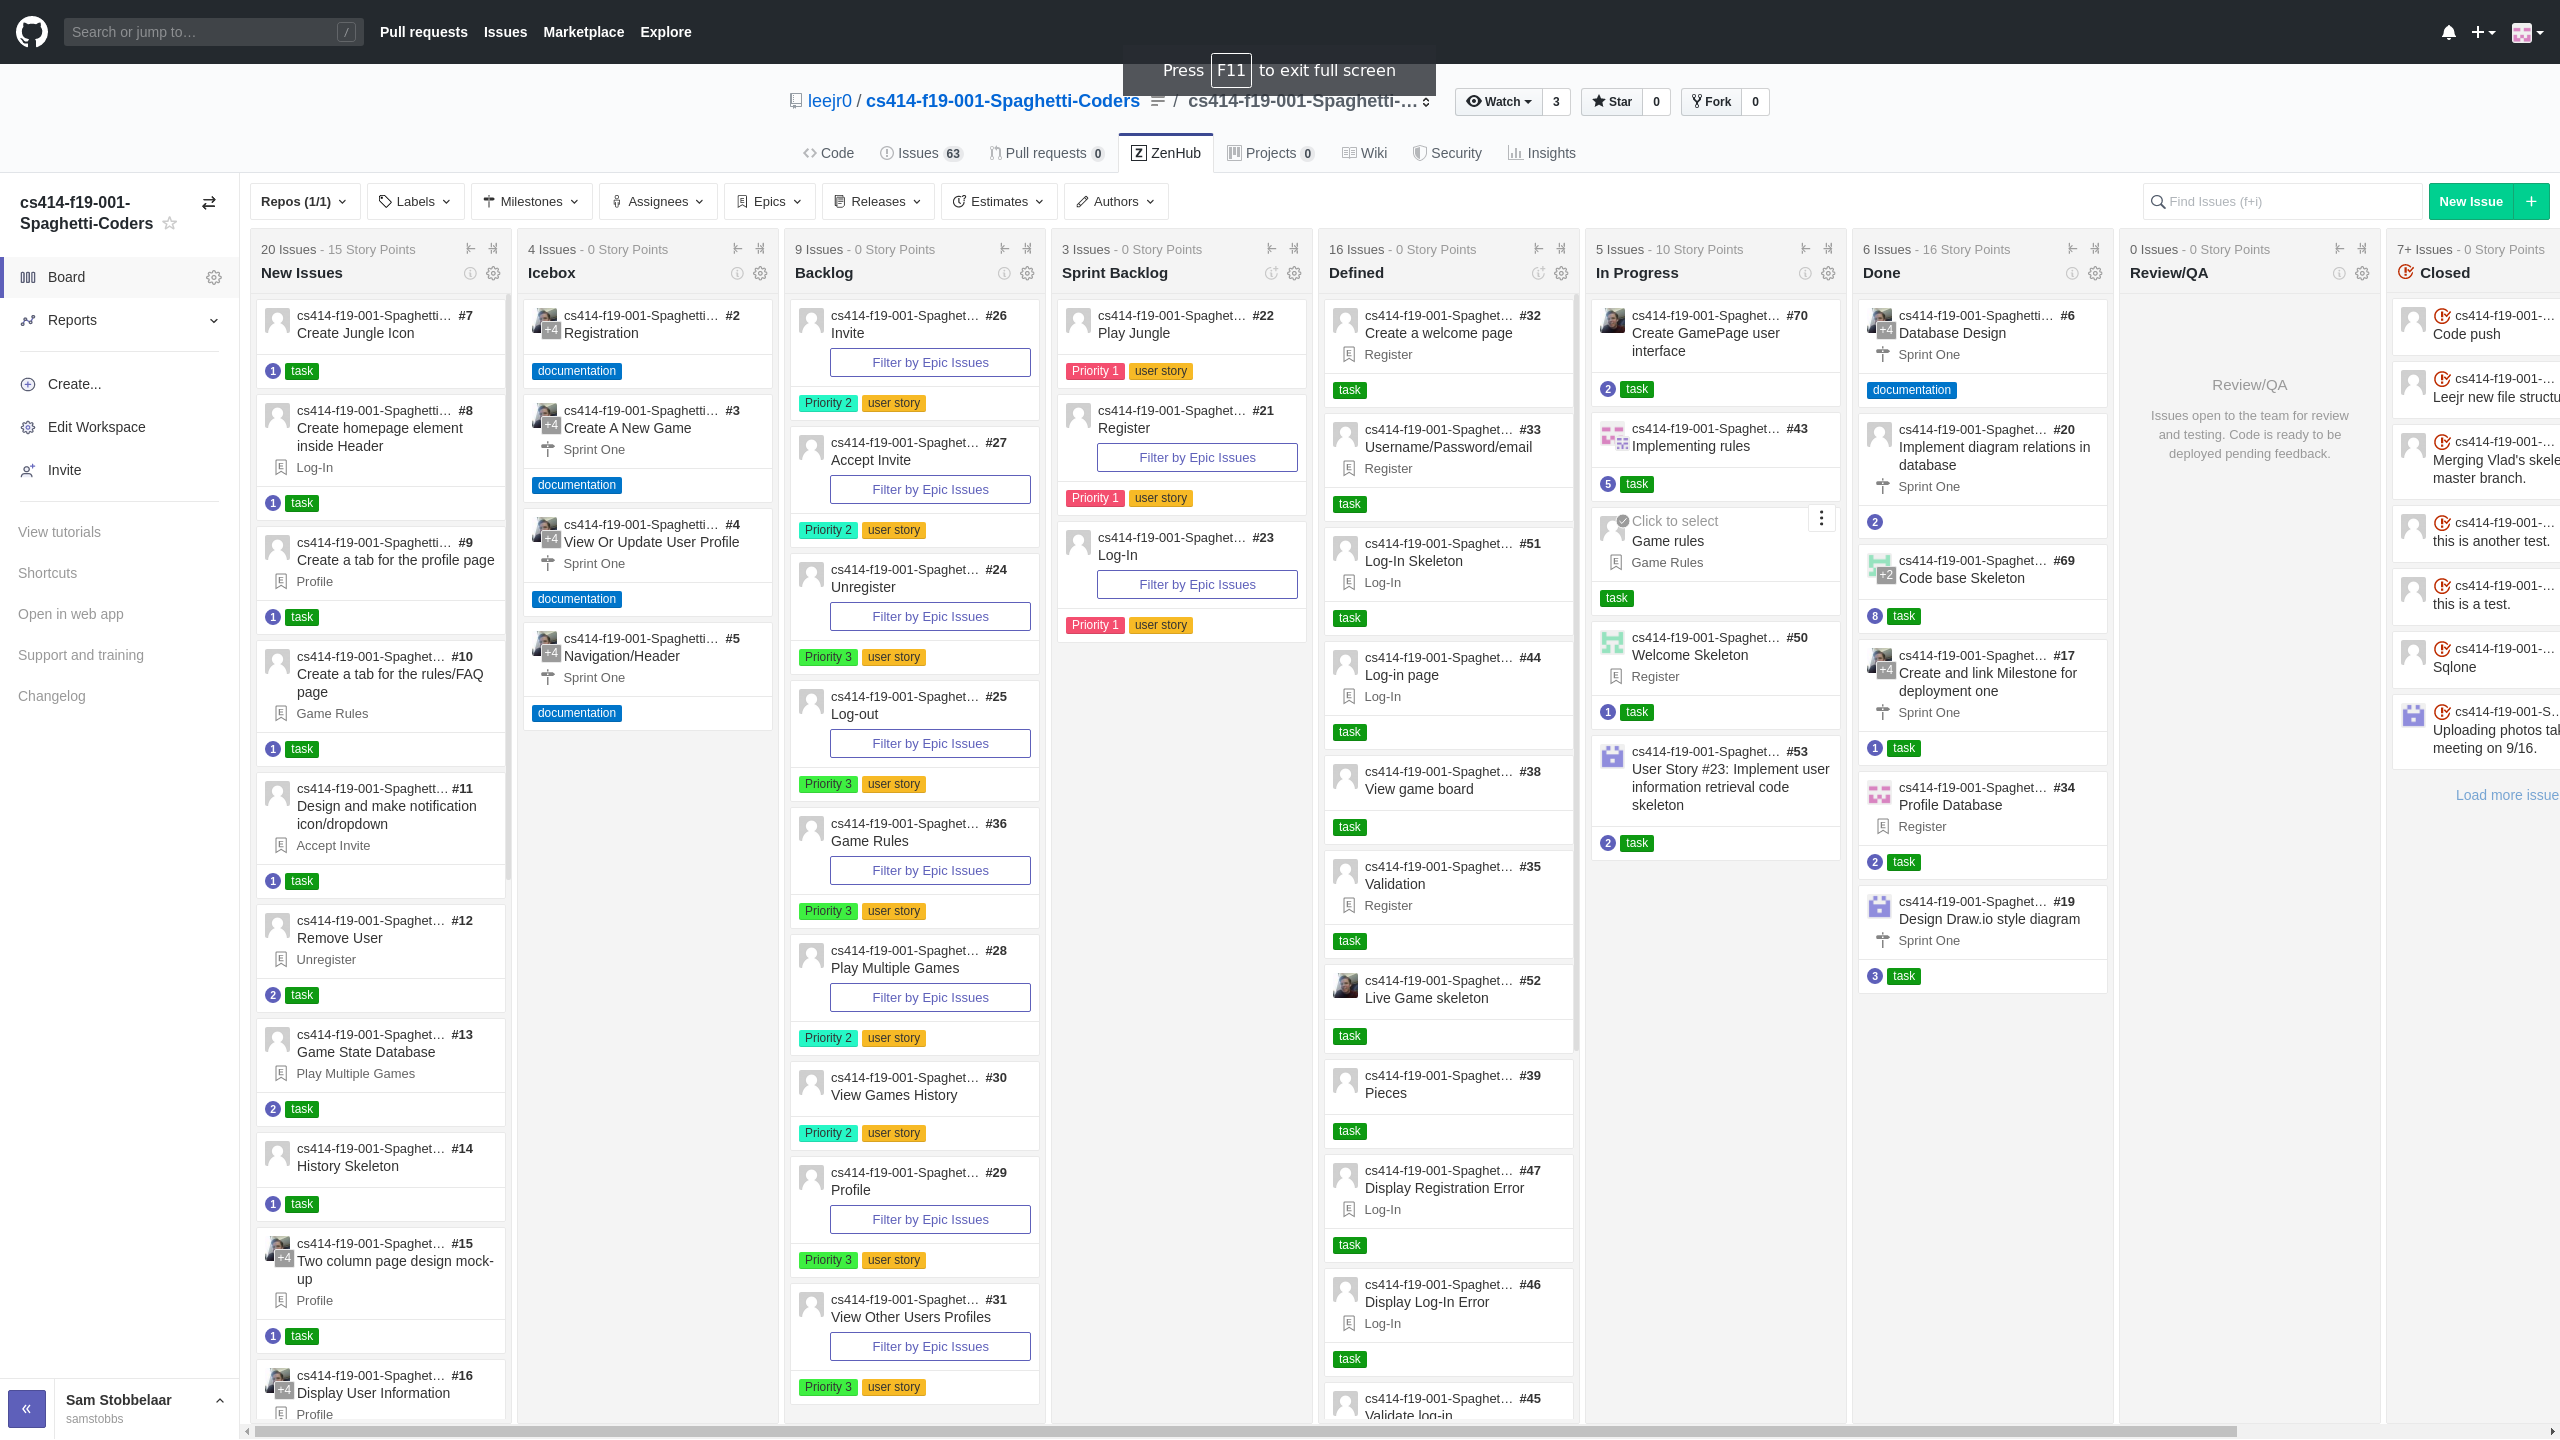 Search or jump to…
/
Pull requests
Issues
Marketplace
Explore
Press F11 to exit full screen
leejr0 / cs414-f19-001-Spaghetti-Coders
/ cs414-f19-001-Spaghetti-…
Watch 3
Star 0
Fork 0
Code
Issues 63
Pull requests 0
ZenHub
Projects 0
Wiki
Security
Insights
cs414-f19-001-
Spaghetti-Coders
Board
Reports
Create...
Edit Workspace
Invite
View tutorials
Shortcuts
Open in web app
Support and training
Changelog
Sam Stobbelaar
samstobbs
Repos (1/1)
Labels
Milestones
Assignees
Epics
Releases
Estimates
Authors
Find Issues (f+i)
New Issue
20 Issues - 15 Story Points
New Issues
cs414-f19-001-Spaghetti… #7
Create Jungle Icon
1 task
cs414-f19-001-Spaghetti… #8
Create homepage element
inside Header
Log-In
1 task
cs414-f19-001-Spaghetti… #9
Create a tab for the profile page
Profile
1 task
cs414-f19-001-Spaghet… #10
Create a tab for the rules/FAQ
page
Game Rules
1 task
cs414-f19-001-Spaghett… #11
Design and make notification
icon/dropdown
Accept Invite
1 task
cs414-f19-001-Spaghet… #12
Remove User
Unregister
2 task
cs414-f19-001-Spaghet… #13
Game State Database
Play Multiple Games
2 task
cs414-f19-001-Spaghet… #14
History Skeleton
1 task
cs414-f19-001-Spaghet… #15
+4
Two column page design mock-
up
Profile
1 task
cs414-f19-001-Spaghet… #16
+4
Display User Information
Profile
4 Issues - 0 Story Points
Icebox
cs414-f19-001-Spaghetti… #2
+4
Registration
documentation
cs414-f19-001-Spaghetti… #3
+4
Create A New Game
Sprint One
documentation
cs414-f19-001-Spaghetti… #4
+4
View Or Update User Profile
Sprint One
documentation
cs414-f19-001-Spaghetti… #5
+4
Navigation/Header
Sprint One
documentation
9 Issues - 0 Story Points
Backlog
cs414-f19-001-Spaghet… #26
Invite
Filter by Epic Issues
Priority 2 user story
cs414-f19-001-Spaghet… #27
Accept Invite
Filter by Epic Issues
Priority 2 user story
cs414-f19-001-Spaghet… #24
Unregister
Filter by Epic Issues
Priority 3 user story
cs414-f19-001-Spaghet… #25
Log-out
Filter by Epic Issues
Priority 3 user story
cs414-f19-001-Spaghet… #36
Game Rules
Filter by Epic Issues
Priority 3 user story
cs414-f19-001-Spaghet… #28
Play Multiple Games
Filter by Epic Issues
Priority 2 user story
cs414-f19-001-Spaghet… #30
View Games History
Priority 2 user story
cs414-f19-001-Spaghet… #29
Profile
Filter by Epic Issues
Priority 3 user story
cs414-f19-001-Spaghet… #31
View Other Users Profiles
Filter by Epic Issues
Priority 3 user story
3 Issues - 0 Story Points
Sprint Backlog
cs414-f19-001-Spaghet… #22
Play Jungle
Priority 1 user story
cs414-f19-001-Spaghet… #21
Register
Filter by Epic Issues
Priority 1 user story
cs414-f19-001-Spaghet… #23
Log-In
Filter by Epic Issues
Priority 1 user story
16 Issues - 0 Story Points
Defined
cs414-f19-001-Spaghet… #32
Create a welcome page
Register
task
cs414-f19-001-Spaghet… #33
Username/Password/email
Register
task
cs414-f19-001-Spaghet… #51
Log-In Skeleton
Log-In
task
cs414-f19-001-Spaghet… #44
Log-in page
Log-In
task
cs414-f19-001-Spaghet… #38
View game board
task
cs414-f19-001-Spaghet… #35
Validation
Register
task
cs414-f19-001-Spaghet… #52
Live Game skeleton
task
cs414-f19-001-Spaghet… #39
Pieces
task
cs414-f19-001-Spaghet… #47
Display Registration Error
Log-In
task
cs414-f19-001-Spaghet… #46
Display Log-In Error
Log-In
task
cs414-f19-001-Spaghet… #45
Validate log-in
5 Issues - 10 Story Points
In Progress
cs414-f19-001-Spaghet… #70
Create GamePage user
interface
2 task
cs414-f19-001-Spaghet… #43
Implementing rules
5 task
Click to select
Game rules
Game Rules
task
cs414-f19-001-Spaghet… #50
Welcome Skeleton
Register
1 task
cs414-f19-001-Spaghet… #53
User Story #23: Implement user
information retrieval code
skeleton
2 task
6 Issues - 16 Story Points
Done
cs414-f19-001-Spaghetti… #6
+4
Database Design
Sprint One
documentation
cs414-f19-001-Spaghet… #20
Implement diagram relations in
database
Sprint One
2
cs414-f19-001-Spaghet… #69
+2
Code base Skeleton
8 task
cs414-f19-001-Spaghet… #17
+4
Create and link Milestone for
deployment one
Sprint One
1 task
cs414-f19-001-Spaghet… #34
Profile Database
Register
2 task
cs414-f19-001-Spaghet… #19
Design Draw.io style diagram
Sprint One
3 task
0 Issues - 0 Story Points
Review/QA
Review/QA
Issues open to the team for review
and testing. Code is ready to be
deployed pending feedback.
7+ Issues - 0 Story Points
Closed
cs414-f19-001-…
Code push
cs414-f19-001-…
Leejr new file structu
cs414-f19-001-…
Merging Vlad's skele
master branch.
cs414-f19-001-…
this is another test.
cs414-f19-001-…
this is a test.
cs414-f19-001-…
Sqlone
cs414-f19-001-S…
Uploading photos tak
meeting on 9/16.
Load more issue